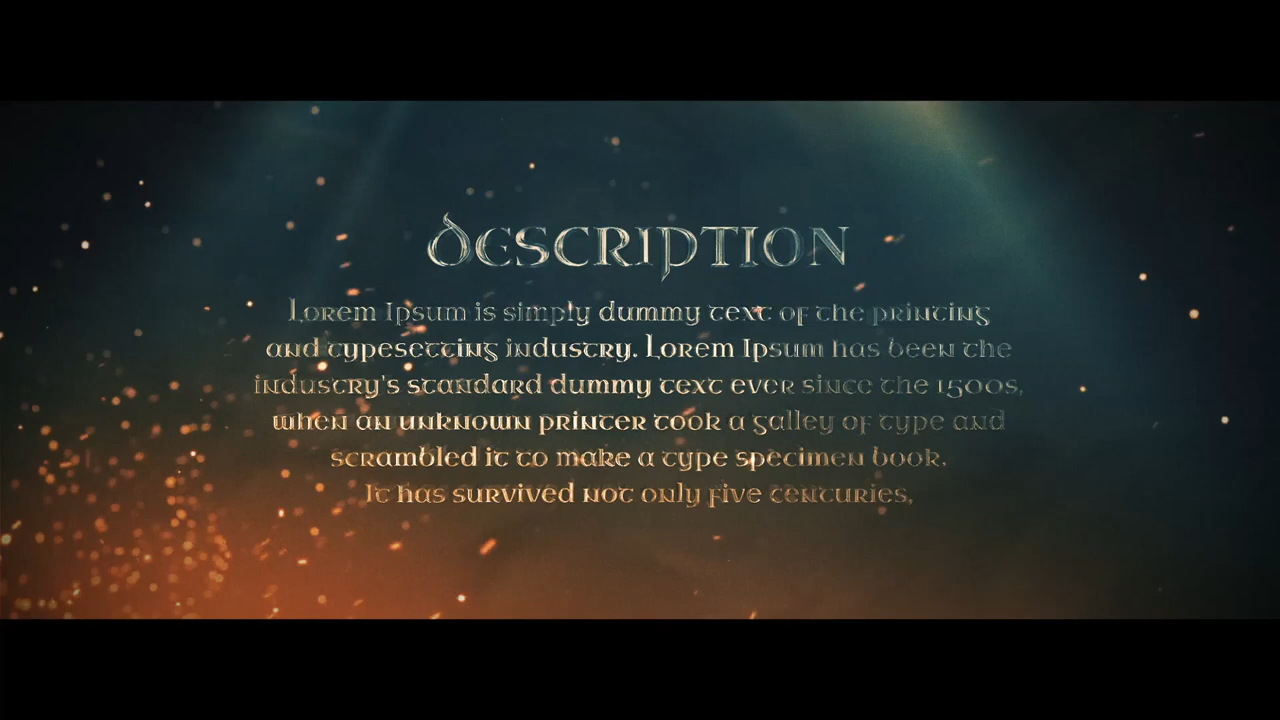 DESCRIPTION
Lorem Ipsum is simply dummy text of the printing
and typesetting industry. Lorem Ipsum has been the
industry's standard dummy text ever since the 1500s,
when an unknown printer took a galley of type and
scrambled it to make a type specimen book.
It has survived not only five centuries,